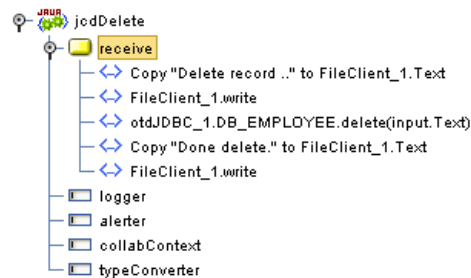 JAVA
jcdDelete
receive
Copy "Delete record .." to FileClient_1.Text
FileClient_1.write
otdJDBC_1.DB_EMPLOYEE.delete(input.Text)
Copy "Done delete." to FileClient_1.Text
FileClient_1.write
logger
alerter
collabContext
typeConverter